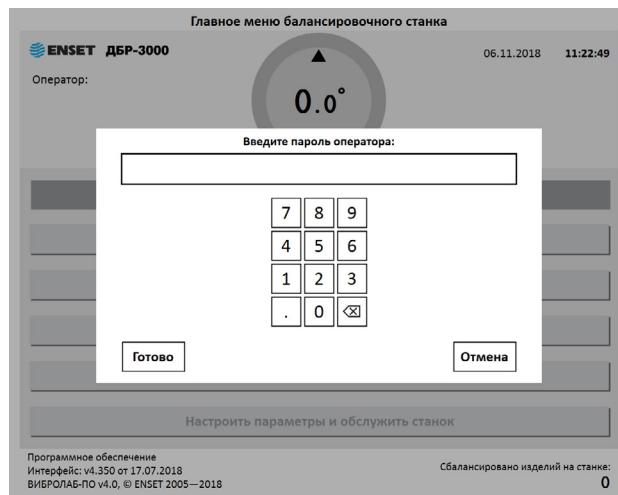 Главное меню балансировочного станка
ENSET ДБР-3000
06.11.2018 11:22:49
Оператор:
0.0°
Введите пароль оператора:
7 8 9
4 5 6
1 2 3
. 0
Готово
Отмена
Настроить параметры и обслужить станок
Программное обеспечение
Интерфейс: v4.350 от 17.07.2018
ВИБРОЛАБ-ПО v4.0, © ENSET 2005—2018
Сбалансировано изделий на станке:
0